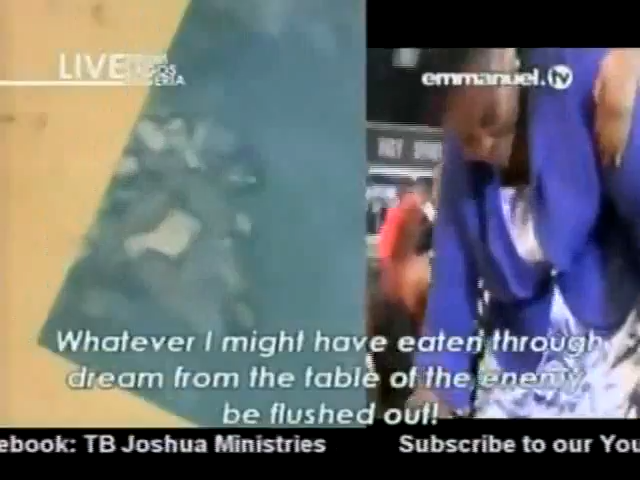 LIVE
emmanuel.tv
Whatever I might have eaten through
dream from the table of the enemy
be flushed out!
cebook: TB Joshua Ministries
Subscribe to our You